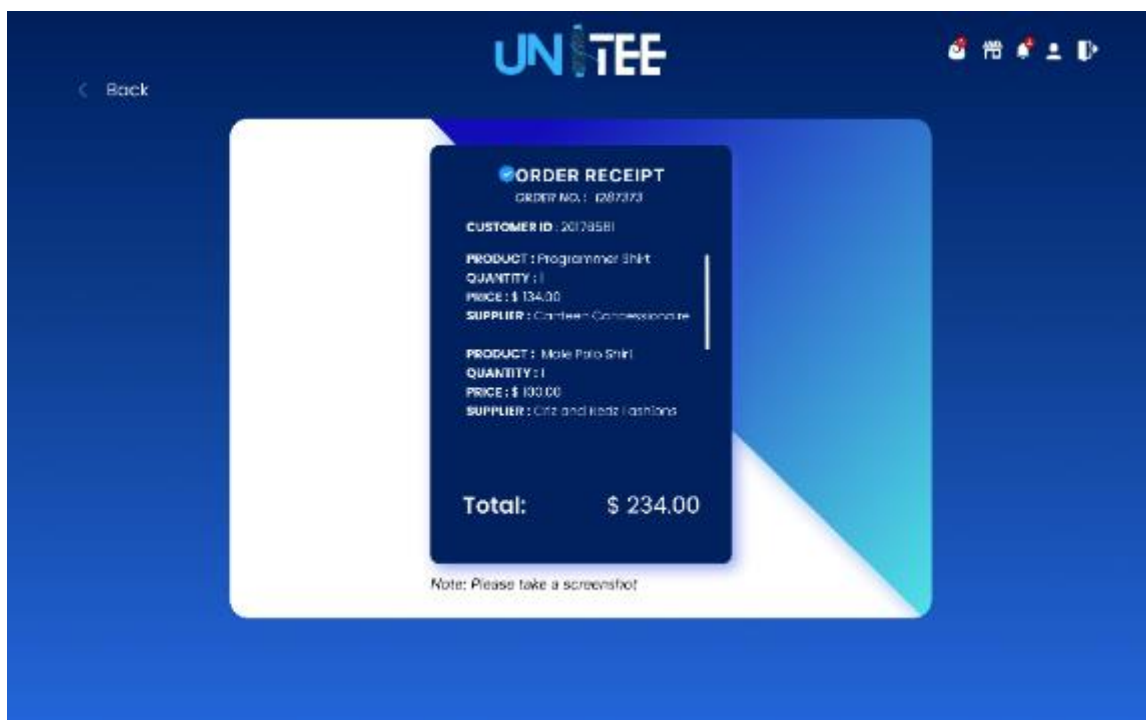 UNITEE
Back
ORDER RECEIPT
ORDER NO. : 1287373
CUSTOMER ID : 20178581
PRODUCT : Programmer Shirt
QUANTITY : 1
PRICE : $ 134.00
SUPPLIER : Canteen Concessionaire
PRODUCT : Male Polo Shirt
QUANTITY : 1
PRICE : $ 100.00
SUPPLIER : Criz and Redz Fashions
Total: $ 234.00
Note: Please take a screenshot